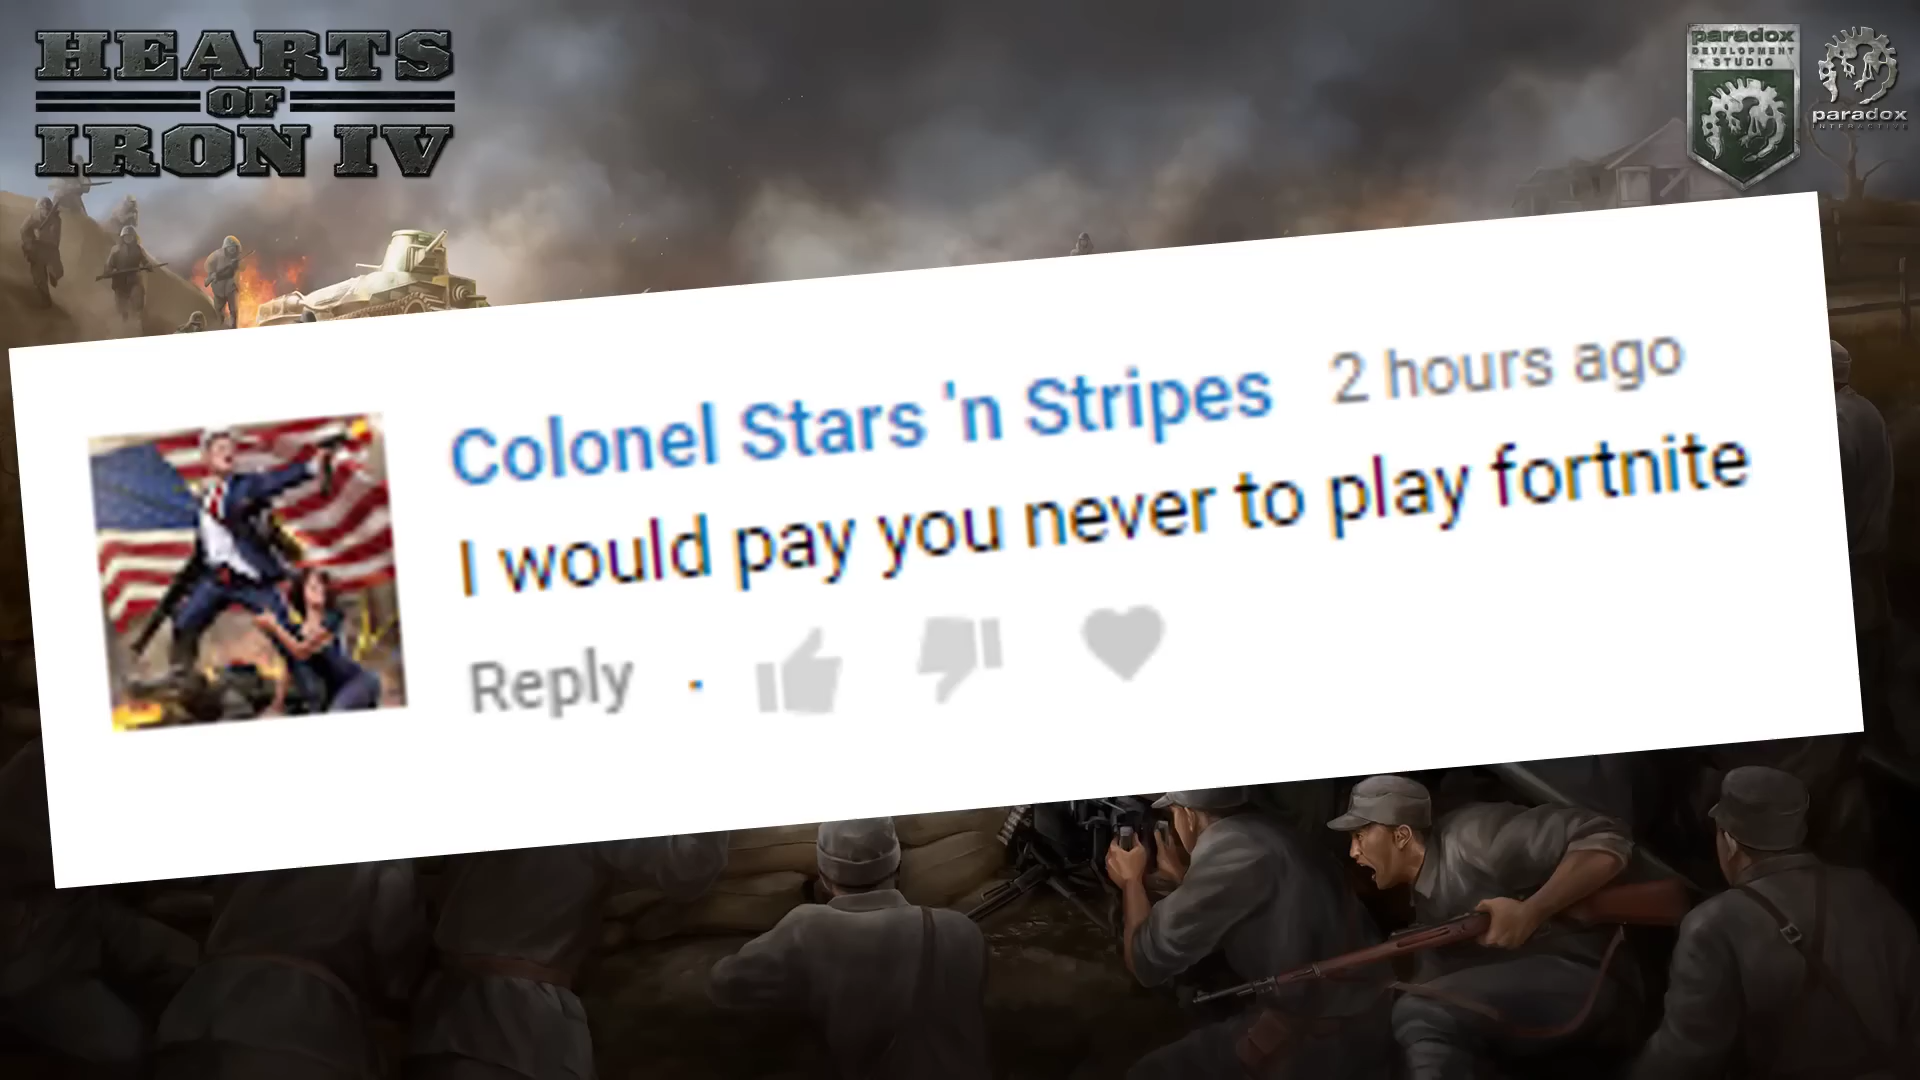 HEARTS
OF
IRON IV
paradox
DEVELOPMENT
STUDIO
paradox
INTERACTIVE
Colonel Stars 'n Stripes 2 hours ago
I would pay you never to play fortnite
Reply